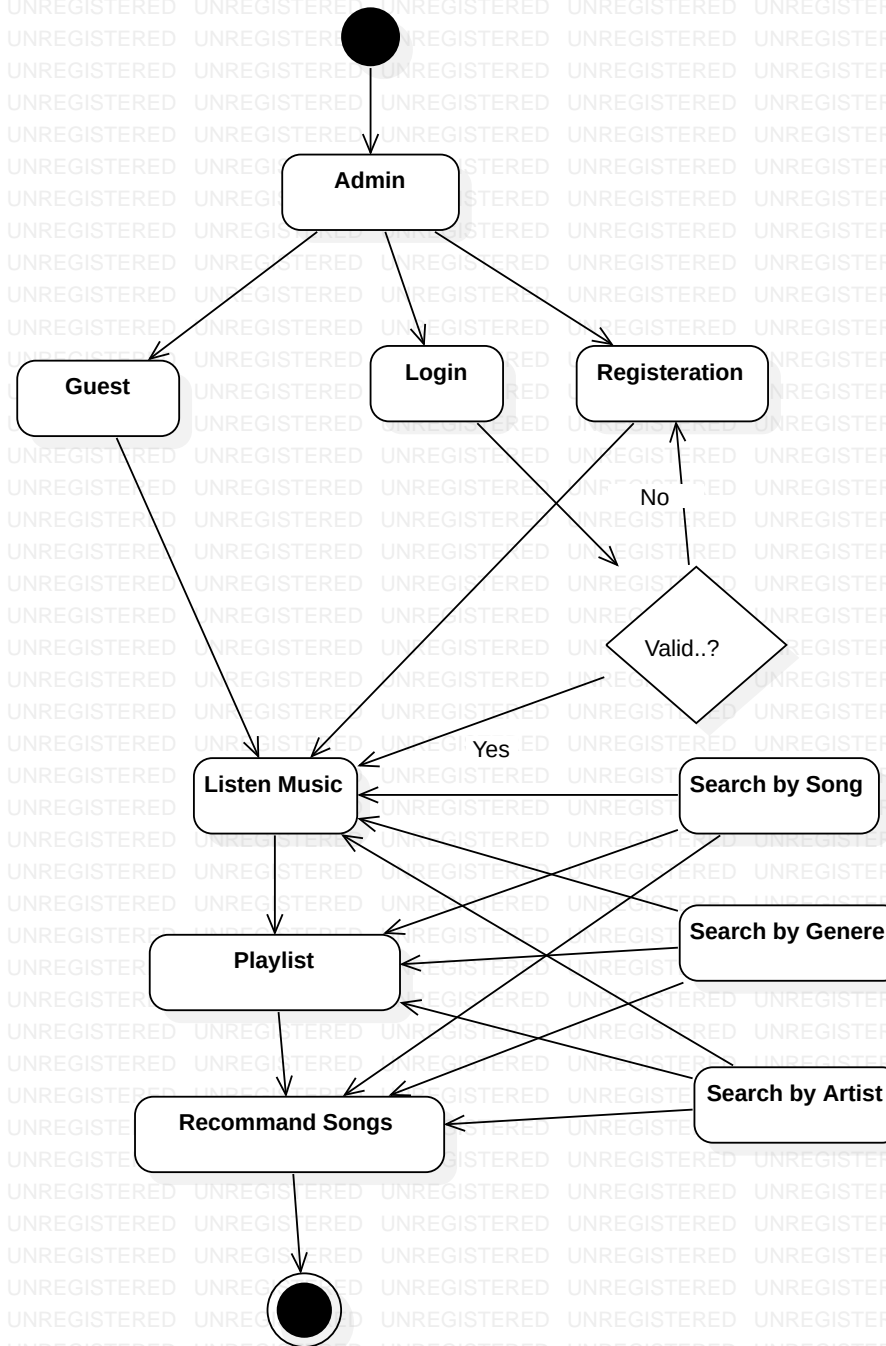 Admin
Guest
Login
Registeration
No
Valid..?
Yes
Listen Music
Search by Song
Playlist
Search by Genere
Recommand Songs
Search by Artist
UNREGISTERED